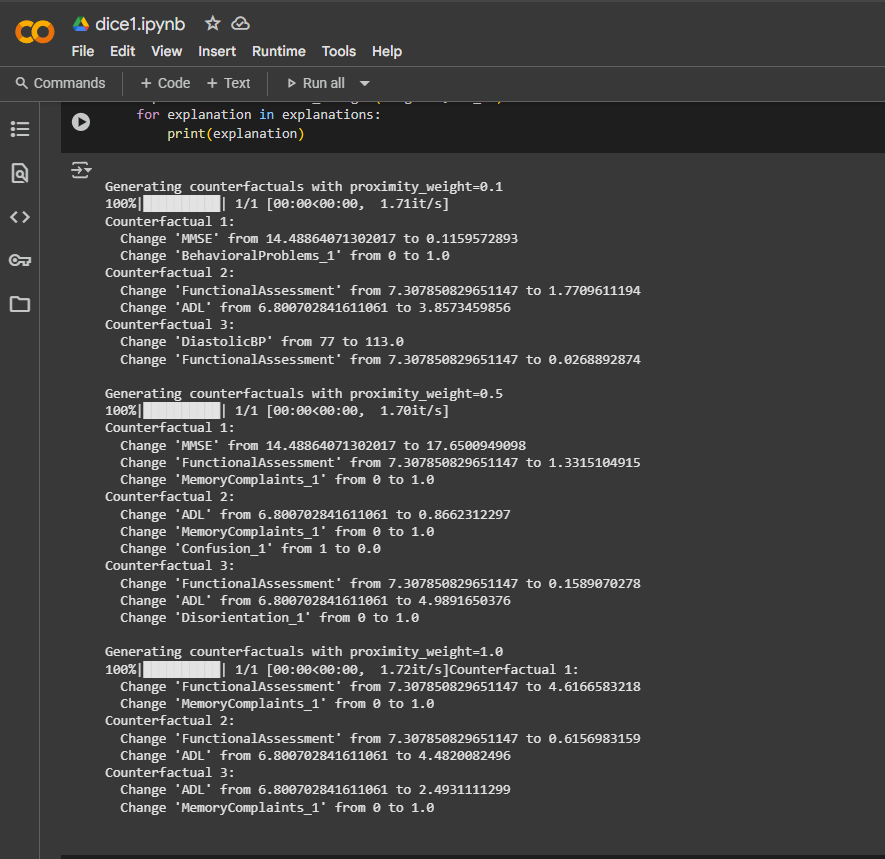 dice1.ipynb
File Edit View Insert Runtime Tools Help
Commands + Code + Text Run all
for explanation in explanations:
print(explanation)
Generating counterfactuals with proximity_weight=0.1
100%|██████████| 1/1 [00:00<00:00,  1.71it/s]
Counterfactual 1:
  Change 'MMSE' from 14.48864071302017 to 0.1159572893
  Change 'BehavioralProblems_1' from 0 to 1.0
Counterfactual 2:
  Change 'FunctionalAssessment' from 7.307850829651147 to 1.7709611194
  Change 'ADL' from 6.800702841611061 to 3.8573459856
Counterfactual 3:
  Change 'DiastolicBP' from 77 to 113.0
  Change 'FunctionalAssessment' from 7.307850829651147 to 0.0268892874
Generating counterfactuals with proximity_weight=0.5
100%|██████████| 1/1 [00:00<00:00,  1.70it/s]
Counterfactual 1:
  Change 'MMSE' from 14.48864071302017 to 17.6500949098
  Change 'FunctionalAssessment' from 7.307850829651147 to 1.3315104915
  Change 'MemoryComplaints_1' from 0 to 1.0
Counterfactual 2:
  Change 'ADL' from 6.800702841611061 to 0.8662312297
  Change 'MemoryComplaints_1' from 0 to 1.0
  Change 'Confusion_1' from 1 to 0.0
Counterfactual 3:
  Change 'FunctionalAssessment' from 7.307850829651147 to 0.1589070278
  Change 'ADL' from 6.800702841611061 to 4.9891650376
  Change 'Disorientation_1' from 0 to 1.0
Generating counterfactuals with proximity_weight=1.0
100%|██████████| 1/1 [00:00<00:00,  1.72it/s]Counterfactual 1:
  Change 'FunctionalAssessment' from 7.307850829651147 to 4.6166583218
  Change 'MemoryComplaints_1' from 0 to 1.0
Counterfactual 2:
  Change 'FunctionalAssessment' from 7.307850829651147 to 0.6156983159
  Change 'ADL' from 6.800702841611061 to 4.4820082496
Counterfactual 3:
  Change 'ADL' from 6.800702841611061 to 2.4931111299
  Change 'MemoryComplaints_1' from 0 to 1.0